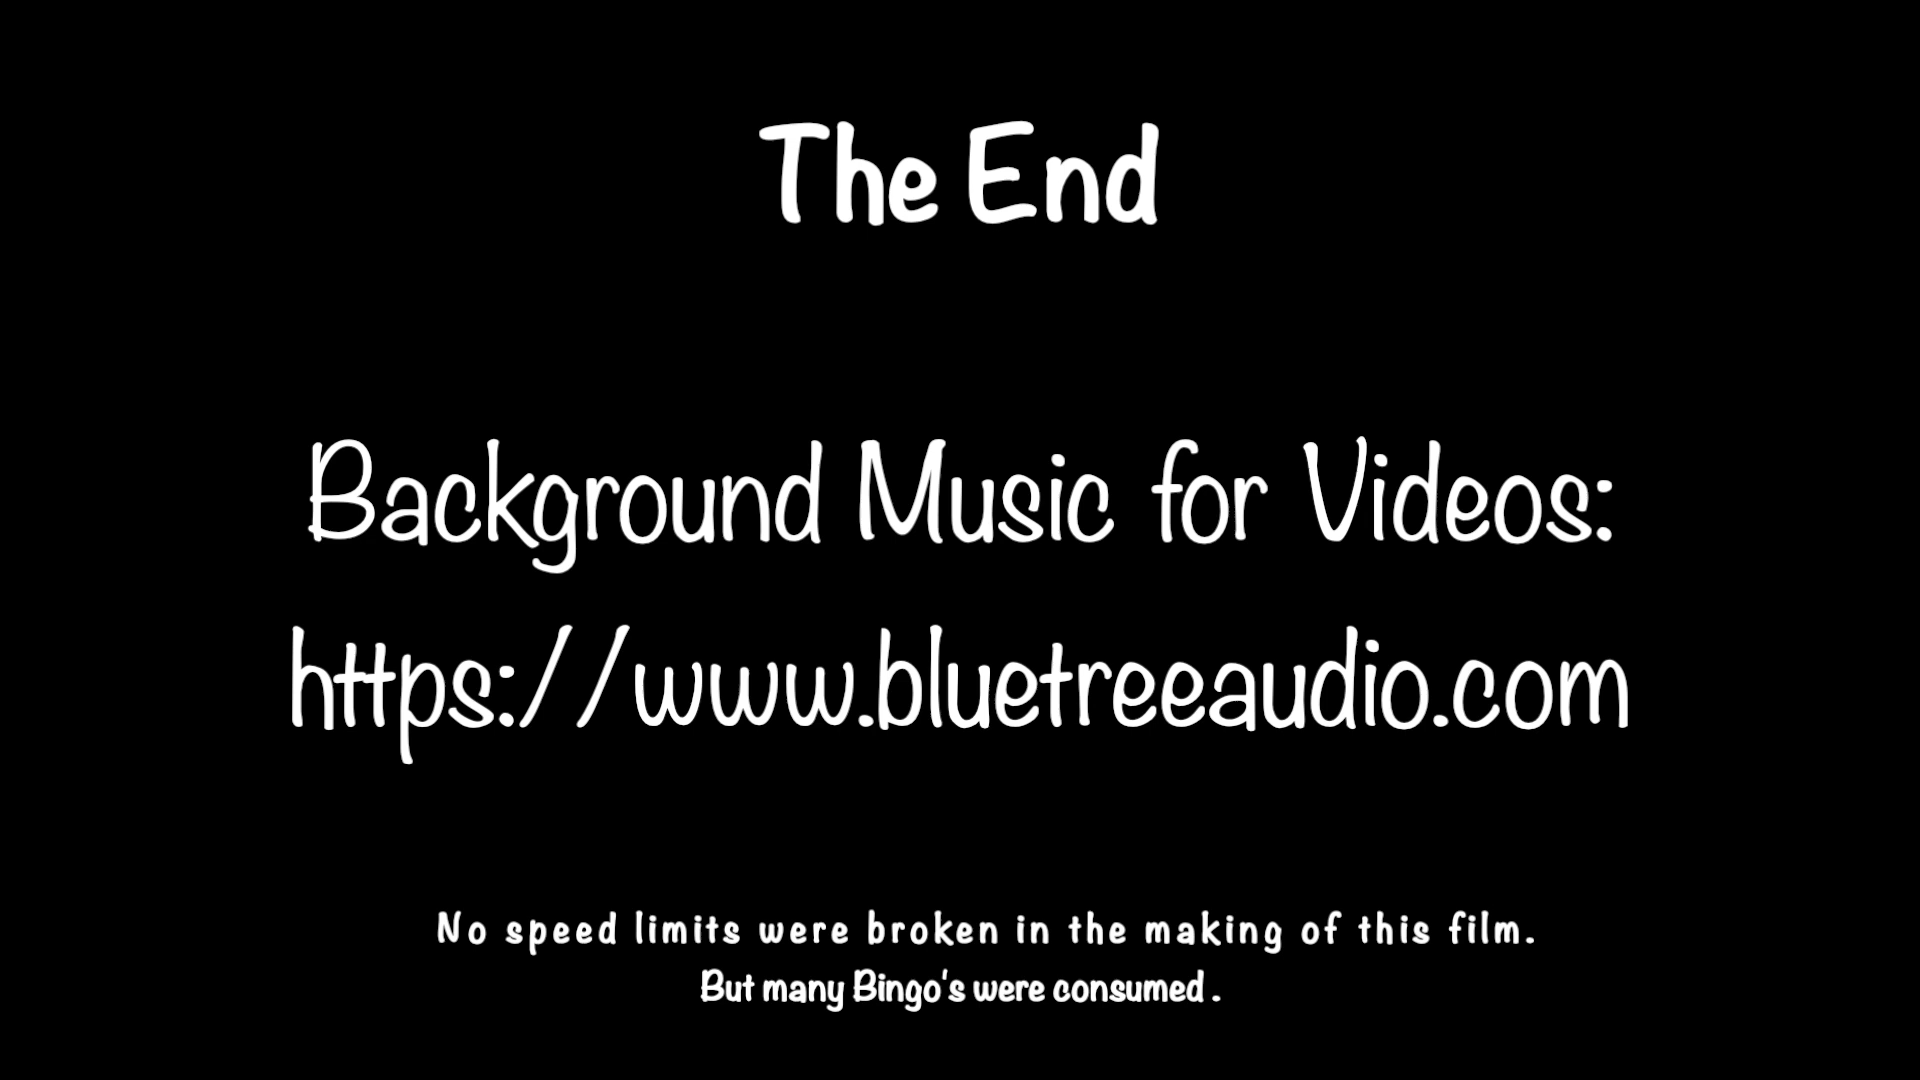 The End
Background Music for Videos:
https://www.bluetreeaudio.com
No speed limits were broken in the making of this film.
But many Bingo's were consumed .